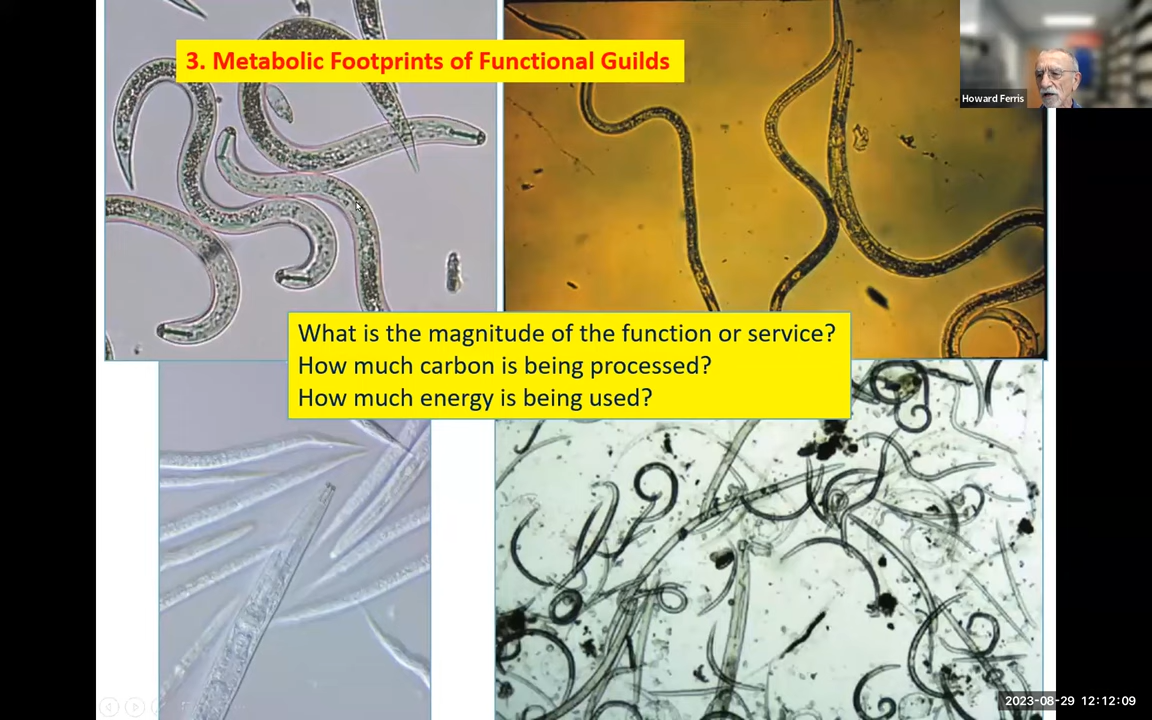 3. Metabolic Footprints of Functional Guilds
Howard Ferris
What is the magnitude of the function or service?
How much carbon is being processed?
How much energy is being used?
2023-08-29 12:12:09